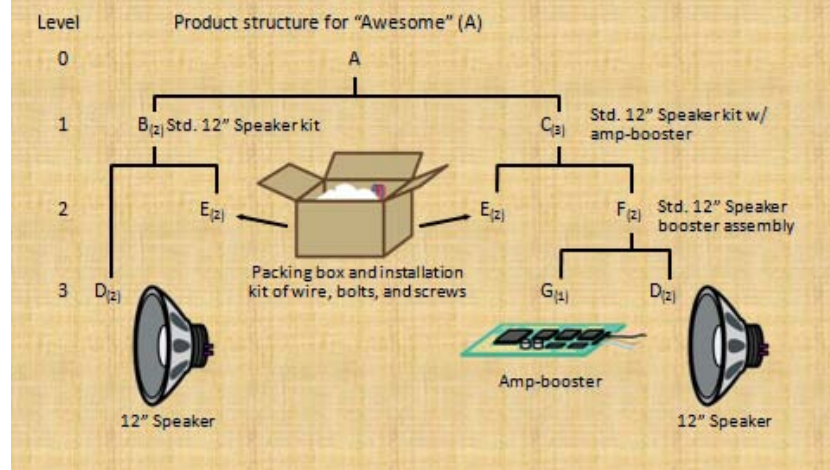 Level Product structure for “Awesome” (A)
0 A
1 B(2) Std. 12” Speaker kit C(3) Std. 12” Speaker kit w/
amp-booster
2 E(2) E(2) F(2) Std. 12” Speaker
booster assembly
Packing box and installation
kit of wire, bolts, and screws
3 D(2) G(1) D(2)
Amp-booster
12” Speaker 12” Speaker